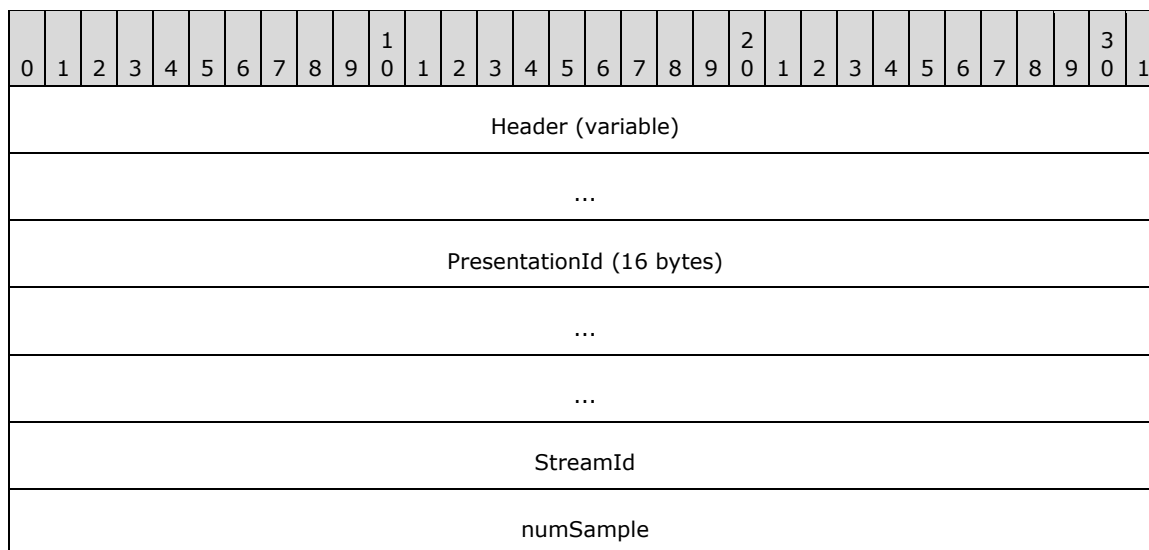 1 2 3
0 1 2 3 4 5 6 7 8 9 0 1 2 3 4 5 6 7 8 9 0 1 2 3 4 5 6 7 8 9 0 1
Header (variable)
...
PresentationId (16 bytes)
...
...
StreamId
numSample